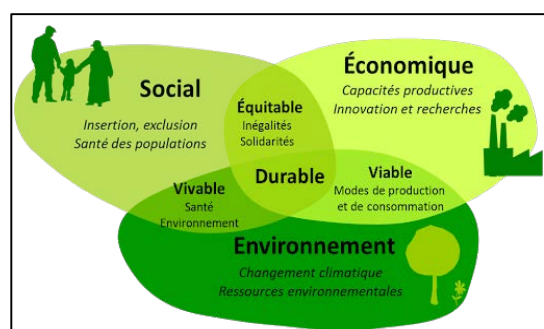 Social
Insertion, exclusion
Santé des populations
Économique
Capacités productives
Innovation et recherches
Équitable
Inégalités
Solidarités
Durable
Vivable
Santé
Environnement
Viable
Modes de production
et de consommation
Environnement
Changement climatique
Ressources environnementales